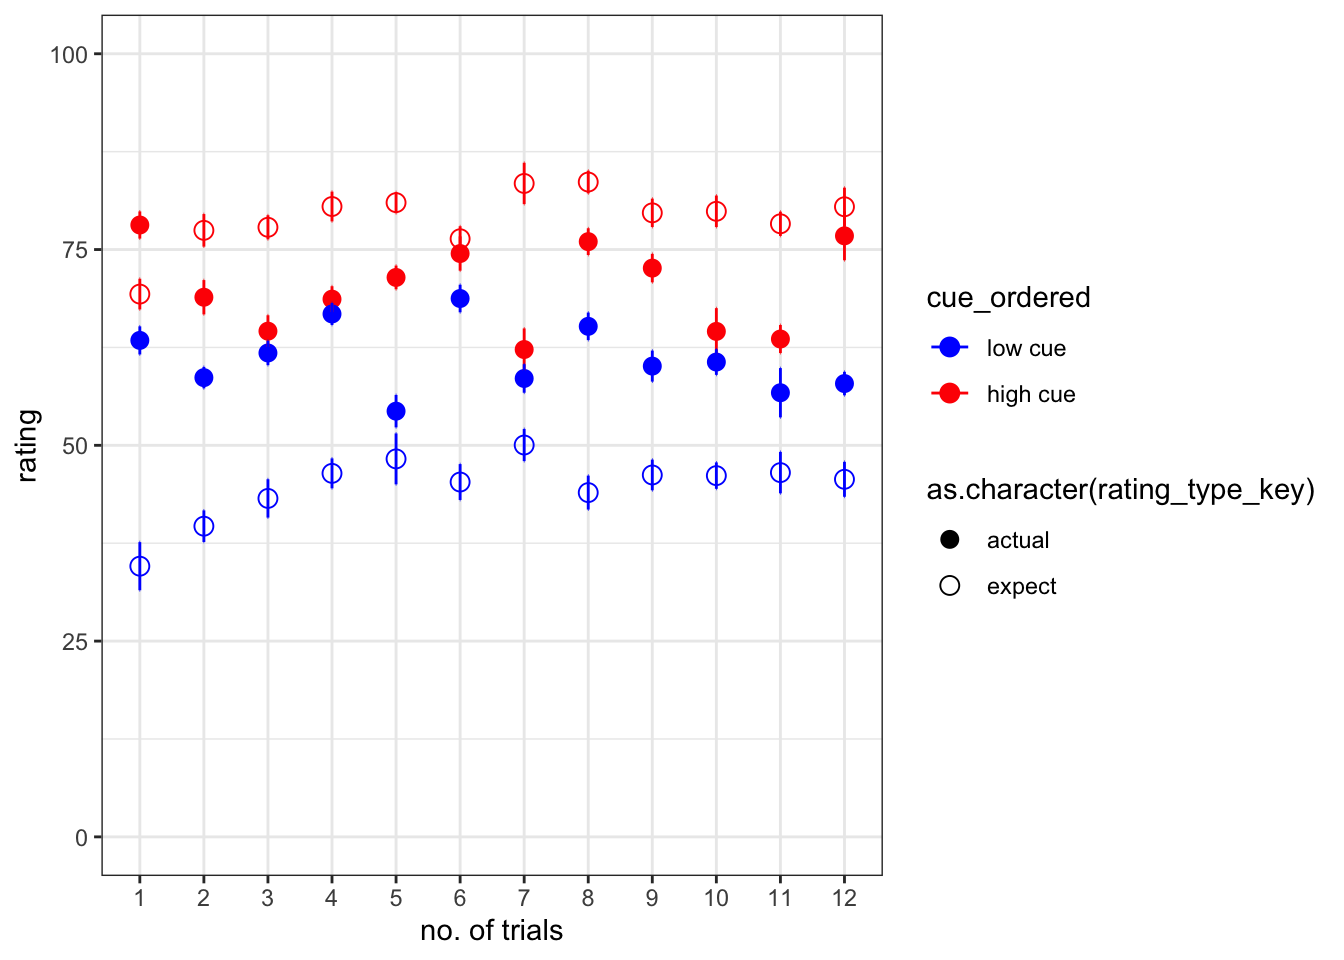 100
75
50
25
0
rating
1 2 3 4 5 6 7 8 9 10 11 12
no. of trials
cue_ordered
low cue
high cue
as.character(rating_type_key)
actual
expect